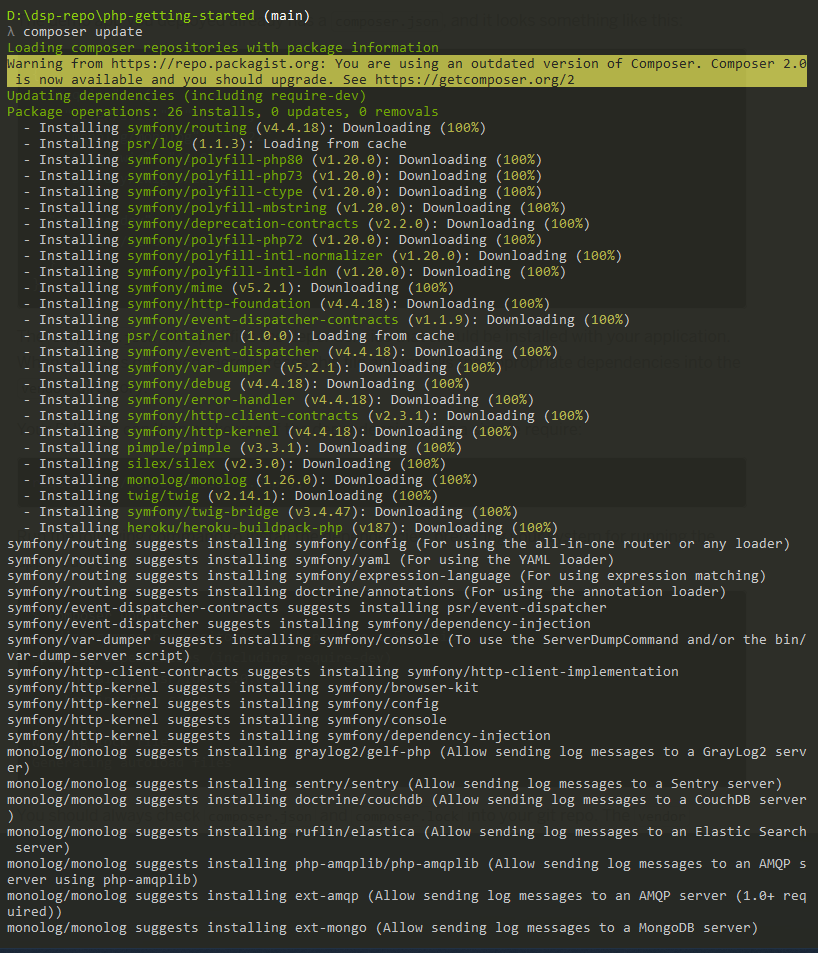 D:\dsp-repo\php-getting-started (main)
λ composer update
Loading composer repositories with package information
Warning from https://repo.packagist.org: You are using an outdated version of Composer. Composer 2.0
 is now available and you should upgrade. See https://getcomposer.org/2
Updating dependencies (including require-dev)
Package operations: 26 installs, 0 updates, 0 removals
  - Installing symfony/routing (v4.4.18): Downloading (100%)
  - Installing psr/log (1.1.3): Loading from cache
  - Installing symfony/polyfill-php80 (v1.20.0): Downloading (100%)
  - Installing symfony/polyfill-php73 (v1.20.0): Downloading (100%)
  - Installing symfony/polyfill-ctype (v1.20.0): Downloading (100%)
  - Installing symfony/polyfill-mbstring (v1.20.0): Downloading (100%)
  - Installing symfony/deprecation-contracts (v2.2.0): Downloading (100%)
  - Installing symfony/polyfill-php72 (v1.20.0): Downloading (100%)
  - Installing symfony/polyfill-intl-normalizer (v1.20.0): Downloading (100%)
  - Installing symfony/polyfill-intl-idn (v1.20.0): Downloading (100%)
  - Installing symfony/mime (v5.2.1): Downloading (100%)
  - Installing symfony/http-foundation (v4.4.18): Downloading (100%)
  - Installing symfony/event-dispatcher-contracts (v1.1.9): Downloading (100%)
  - Installing psr/container (1.0.0): Loading from cache
  - Installing symfony/event-dispatcher (v4.4.18): Downloading (100%)
  - Installing symfony/var-dumper (v5.2.1): Downloading (100%)
  - Installing symfony/debug (v4.4.18): Downloading (100%)
  - Installing symfony/error-handler (v4.4.18): Downloading (100%)
  - Installing symfony/http-client-contracts (v2.3.1): Downloading (100%)
  - Installing symfony/http-kernel (v4.4.18): Downloading (100%)
  - Installing pimple/pimple (v3.3.1): Downloading (100%)
  - Installing silex/silex (v2.3.0): Downloading (100%)
  - Installing monolog/monolog (1.26.0): Downloading (100%)
  - Installing twig/twig (v2.14.1): Downloading (100%)
  - Installing symfony/twig-bridge (v3.4.47): Downloading (100%)
  - Installing heroku/heroku-buildpack-php (v187): Downloading (100%)
symfony/routing suggests installing symfony/config (For using the all-in-one router or any loader)
symfony/routing suggests installing symfony/yaml (For using the YAML loader)
symfony/routing suggests installing symfony/expression-language (For using expression matching)
symfony/routing suggests installing doctrine/annotations (For using the annotation loader)
symfony/event-dispatcher-contracts suggests installing psr/event-dispatcher
symfony/event-dispatcher suggests installing symfony/dependency-injection
symfony/var-dumper suggests installing symfony/console (To use the ServerDumpCommand and/or the bin/
var-dump-server script)
symfony/http-client-contracts suggests installing symfony/http-client-implementation
symfony/http-kernel suggests installing symfony/browser-kit
symfony/http-kernel suggests installing symfony/config
symfony/http-kernel suggests installing symfony/console
symfony/http-kernel suggests installing symfony/dependency-injection
monolog/monolog suggests installing graylog2/gelf-php (Allow sending log messages to a GrayLog2 serv
er)
monolog/monolog suggests installing sentry/sentry (Allow sending log messages to a Sentry server)
monolog/monolog suggests installing doctrine/couchdb (Allow sending log messages to a CouchDB server
)
monolog/monolog suggests installing ruflin/elastica (Allow sending log messages to an Elastic Search
 server)
monolog/monolog suggests installing php-amqplib/php-amqplib (Allow sending log messages to an AMQP s
erver using php-amqplib)
monolog/monolog suggests installing ext-amqp (Allow sending log messages to an AMQP server (1.0+ req
uired))
monolog/monolog suggests installing ext-mongo (Allow sending log messages to a MongoDB server)